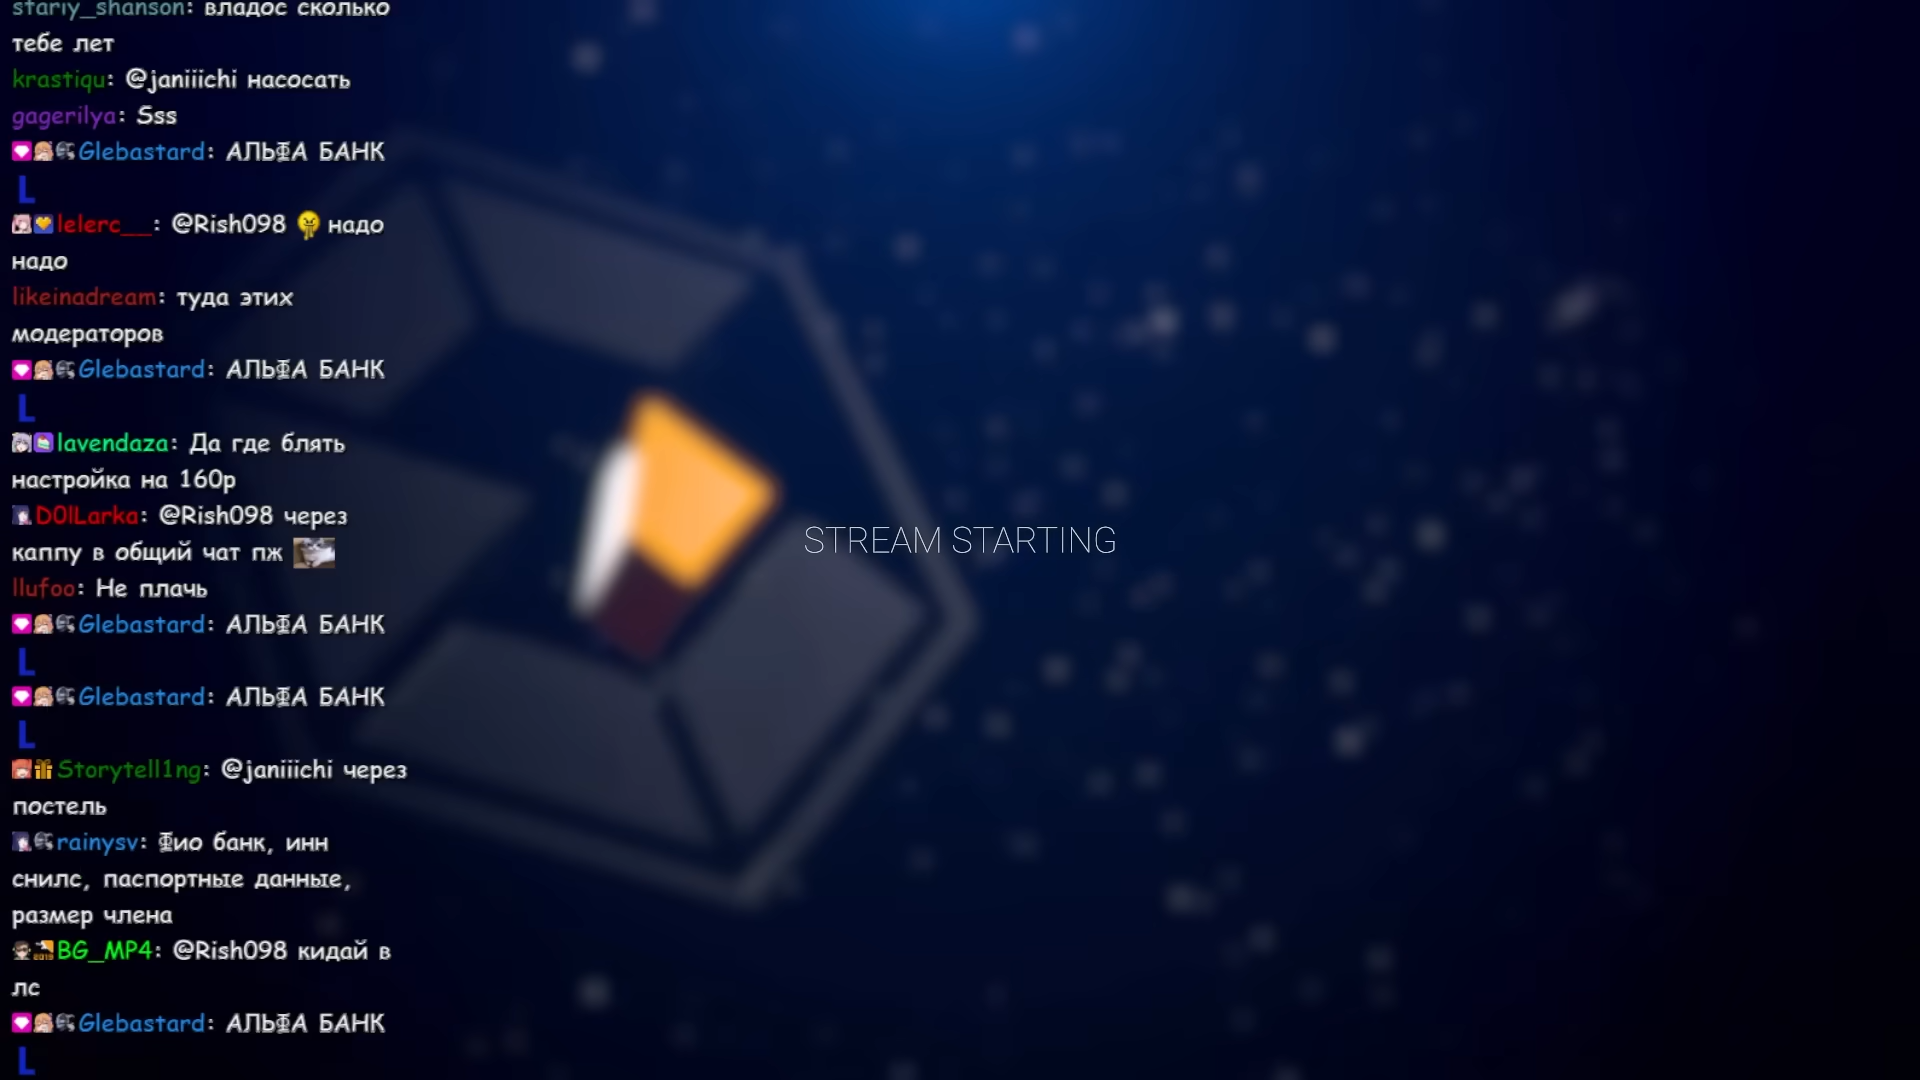 stariy_shanson: владос сколько
тебе лет
krastiqu: @janiiichi насосать
gagerilya: Sss
Glebastard: АЛЬФА БАНК
L
lelerc__: @Rish098 надо
надо
likeinadream: туда этих
модераторов
Glebastard: АЛЬФА БАНК
L
lavendaza: Да где блять
настройка на 160р
D0lLarka: @Rish098 через
каппу в общий чат пж
llufoo: Не плачь
Glebastard: АЛЬФА БАНК
L
Glebastard: АЛЬФА БАНК
L
Storytell1ng: @janiiichi через
постель
rainysv: Фио банк, инн
снилс, паспортные данные,
размер члена
BG_MP4: @Rish098 кидай в
лс
Glebastard: АЛЬФА БАНК
L
STREAM STARTING